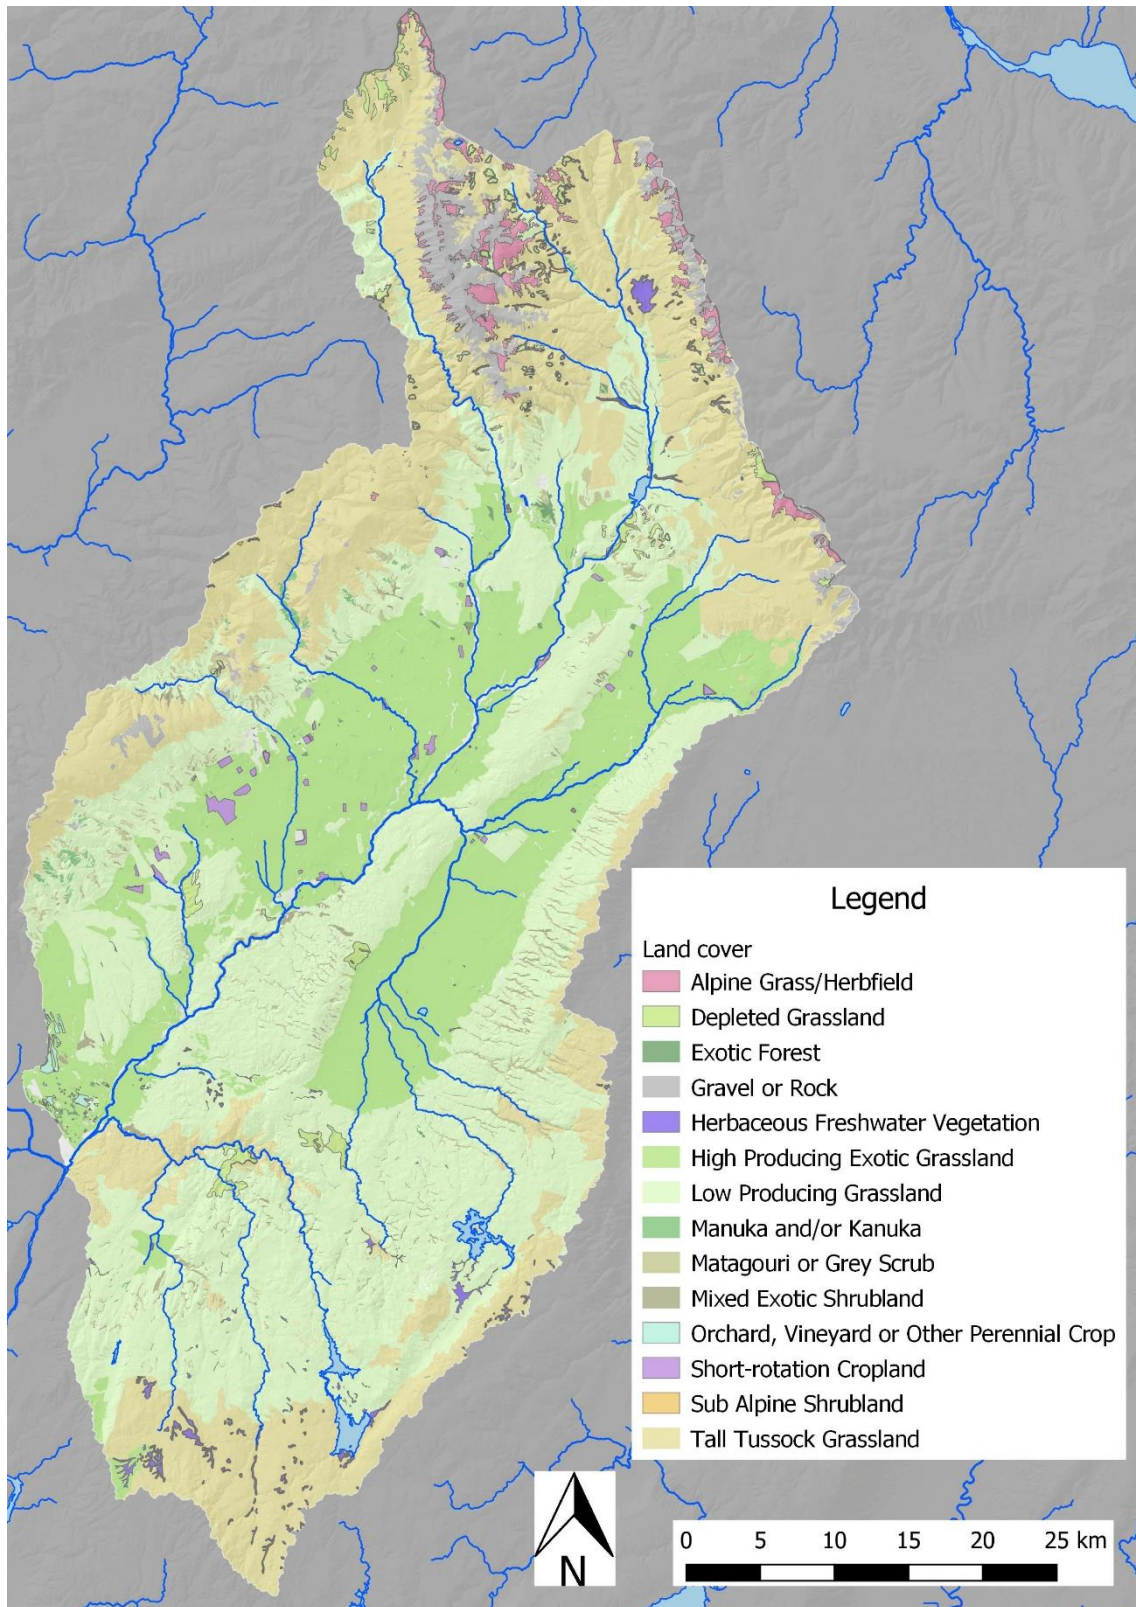 Legend
Land cover
Alpine Grass/Herbfield
Depleted Grassland
Exotic Forest
Gravel or Rock
Herbaceous Freshwater Vegetation
High Producing Exotic Grassland
Low Producing Grassland
Manuka and/or Kanuka
Matagouri or Grey Scrub
Mixed Exotic Shrubland
Orchard, Vineyard or Other Perennial Crop
Short-rotation Cropland
Sub Alpine Shrubland
Tall Tussock Grassland
N
0 5 10 15 20 25 km